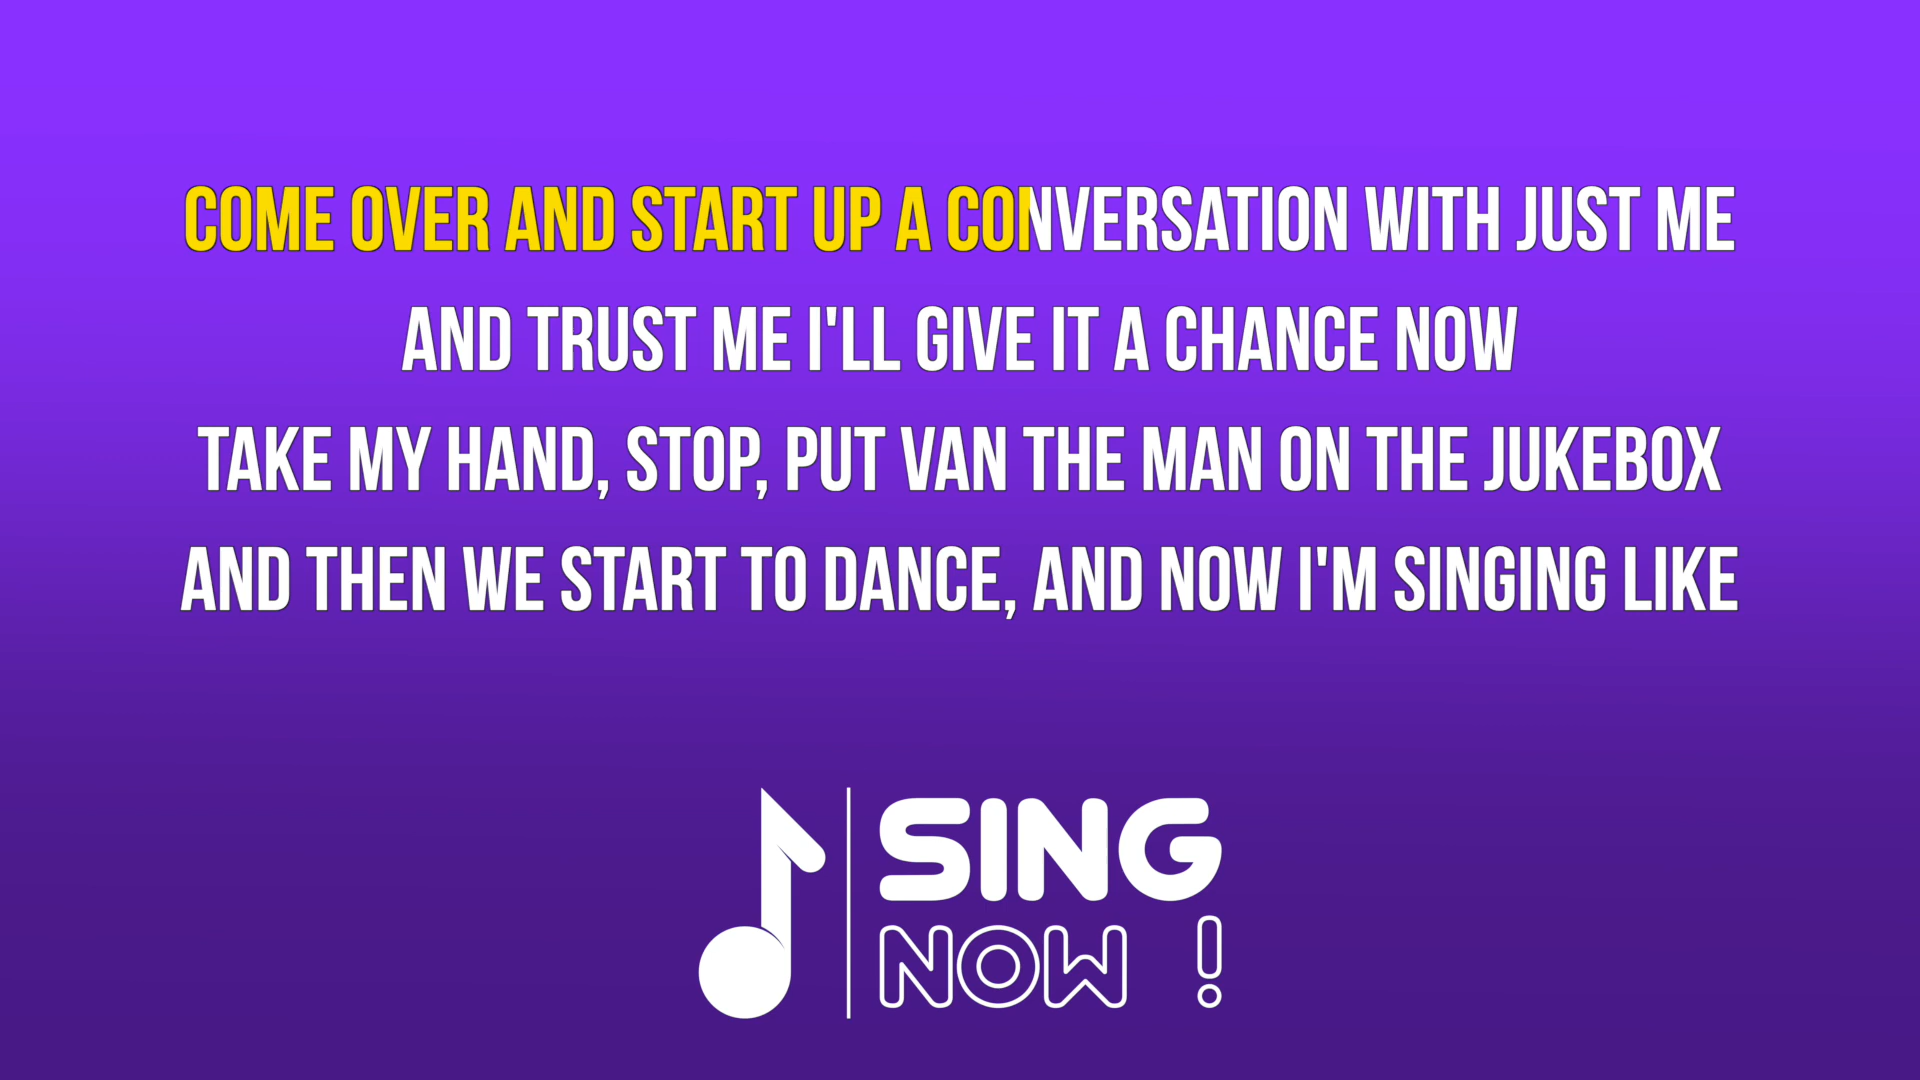 COME OVER AND START UP A CONVERSATION WITH JUST ME
AND TRUST ME I'LL GIVE IT A CHANCE NOW
TAKE MY HAND, STOP, PUT VAN THE MAN ON THE JUKEBOX
AND THEN WE START TO DANCE, AND NOW I'M SINGING LIKE
SING
NOW !